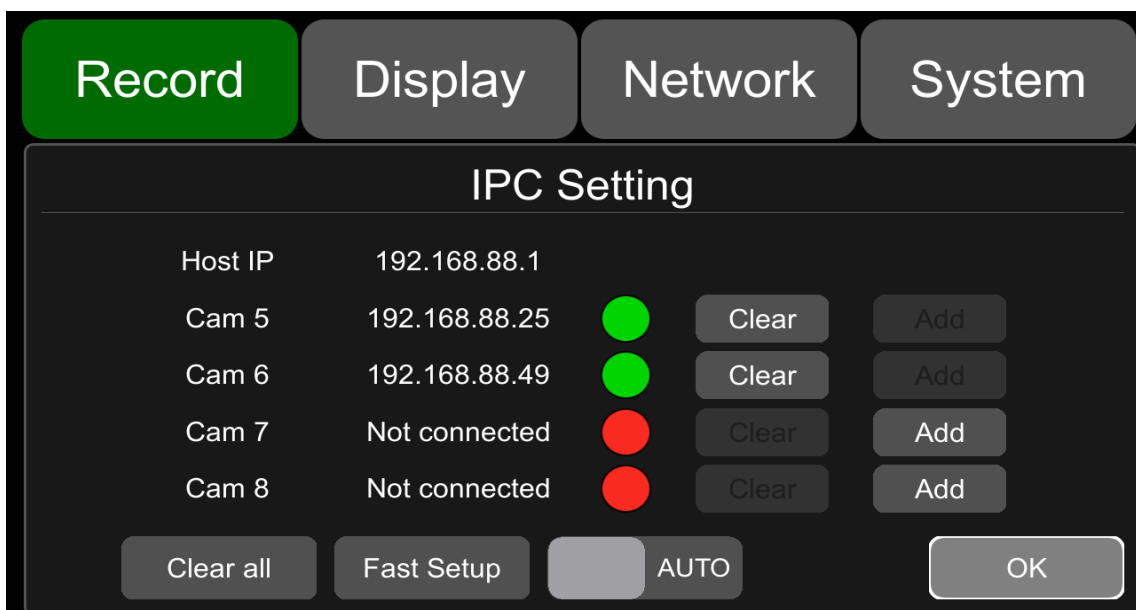 Record Display Network System
IPC Setting
Host IP 192.168.88.1
Cam 5 192.168.88.25 Clear Add
Cam 6 192.168.88.49 Clear Add
Cam 7 Not connected Clear Add
Cam 8 Not connected Clear Add
Clear all Fast Setup AUTO OK